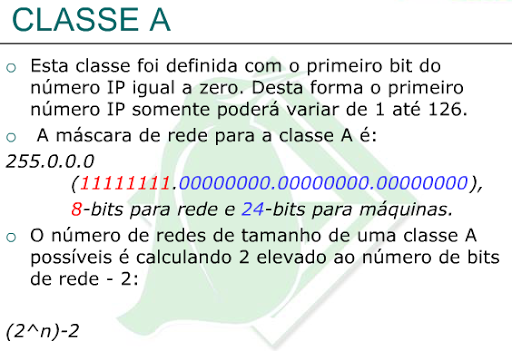 CLASSE A
o Esta classe foi definida com o primeiro bit do
número IP igual a zero. Desta forma o primeiro
número IP somente poderá variar de 1 até 126.
o A máscara de rede para a classe A é:
255.0.0.0
(11111111.00000000.00000000.00000000),
8-bits para rede e 24-bits para máquinas.
o O número de redes de tamanho de uma classe A
possíveis é calculando 2 elevado ao número de bits
de rede - 2:
(2^n)-2